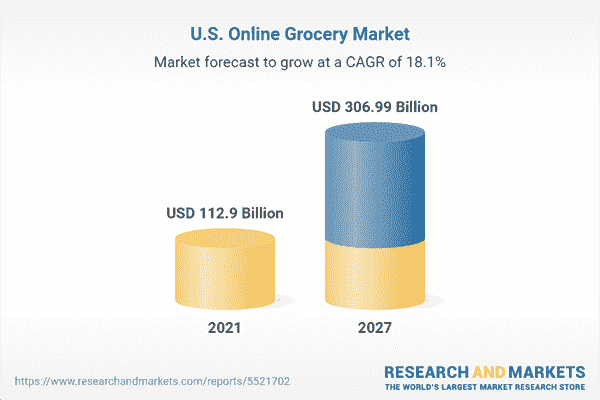 U.S. Online Grocery Market
Market forecast to grow at a CAGR of 18.1%
USD 306.99 Billion
USD 112.9 Billion
2021
2027
https://www.researchandmarkets.com/reports/5521702
RESEARCH AND MARKETS
THE WORLD'S LARGEST MARKET RESEARCH STORE